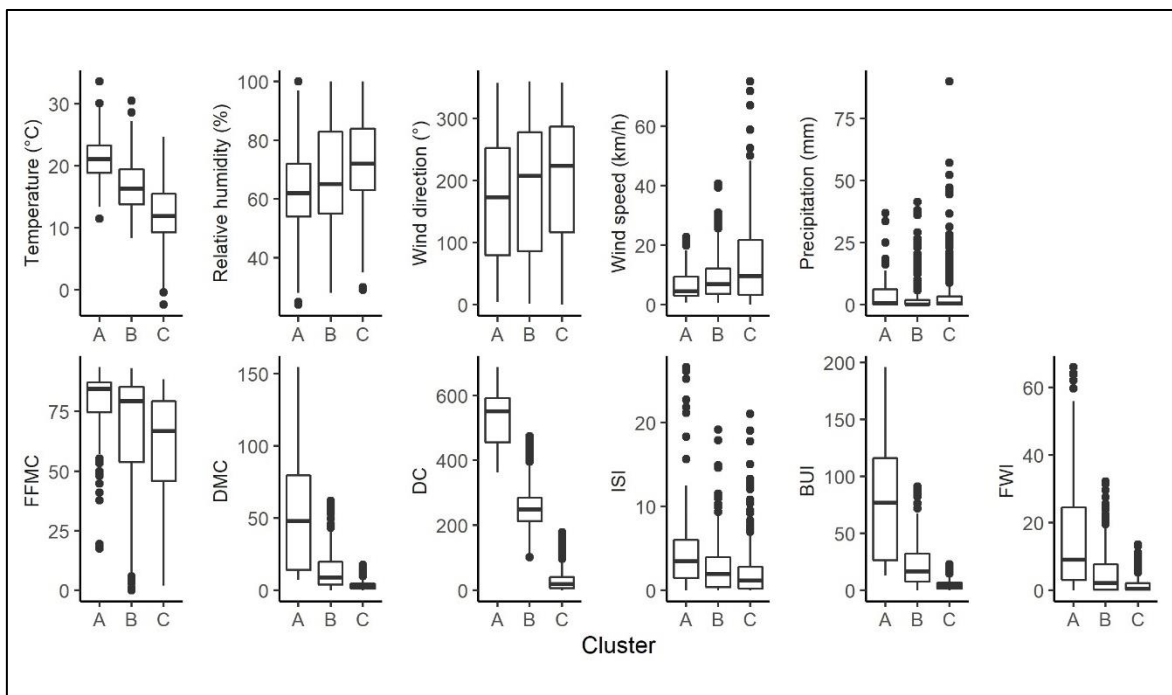 Temperature (°C)
30
20
10
0
A B C
Relative humidity (%)
100
80
60
40
A B C
Wind direction (°)
300
200
100
0
A B C
Wind speed (km/h)
60
40
20
0
A B C
Precipitation (mm)
75
50
25
0
A B C
FFMC
75
50
25
0
A B C
DMC
150
100
50
0
A B C
DC
600
400
200
0
A B C
ISI
20
10
0
A B C
BUI
200
150
100
50
0
A B C
FWI
60
40
20
0
A B C
Cluster